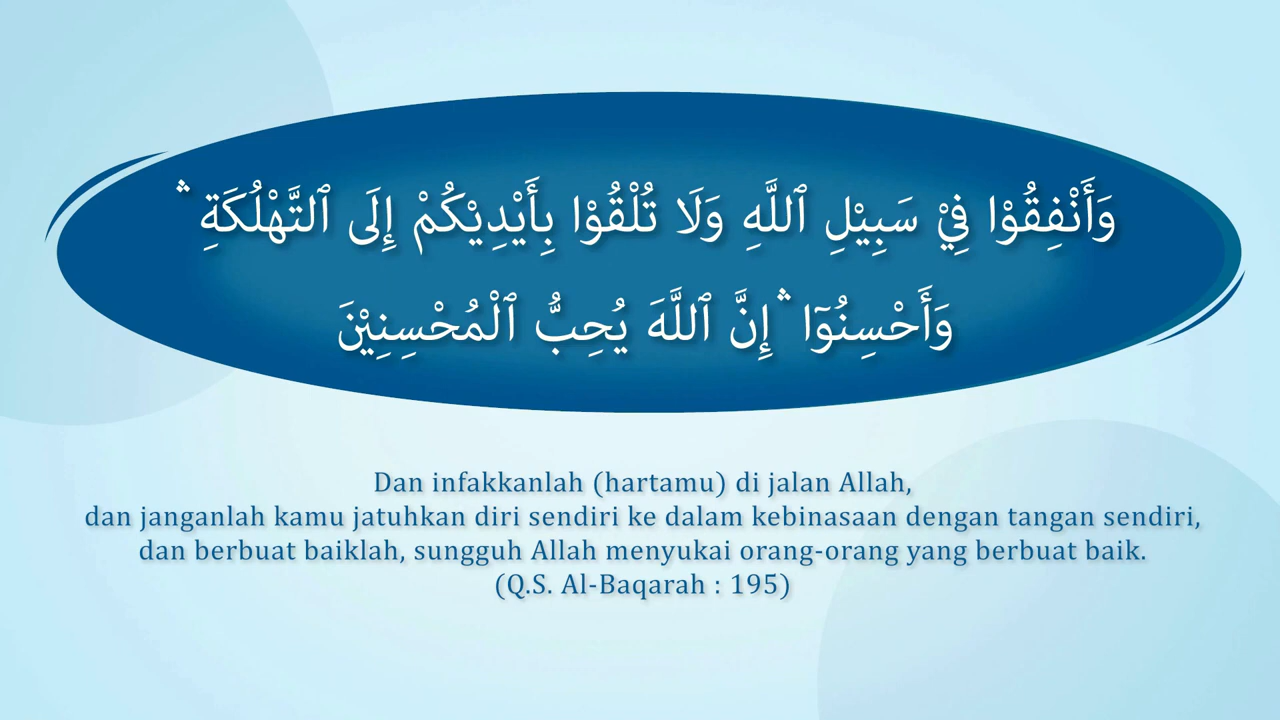 وَأَنْفِقُوْا فِيْ سَبِيْلِ ٱللَّهِ وَلَا تُلْقُوْا بِأَيْدِيْكُمْ إِلَى ٱلتَّهْلُكَةِ ۛ
وَأَحْسِنُوٓا ۛ إِنَّ ٱللَّهَ يُحِبُّ ٱلْمُحْسِنِيْنَ
Dan infakkanlah (hartamu) di jalan Allah,
dan janganlah kamu jatuhkan diri sendiri ke dalam kebinasaan dengan tangan sendiri,
dan berbuat baiklah, sungguh Allah menyukai orang-orang yang berbuat baik.
(Q.S. Al-Baqarah : 195)